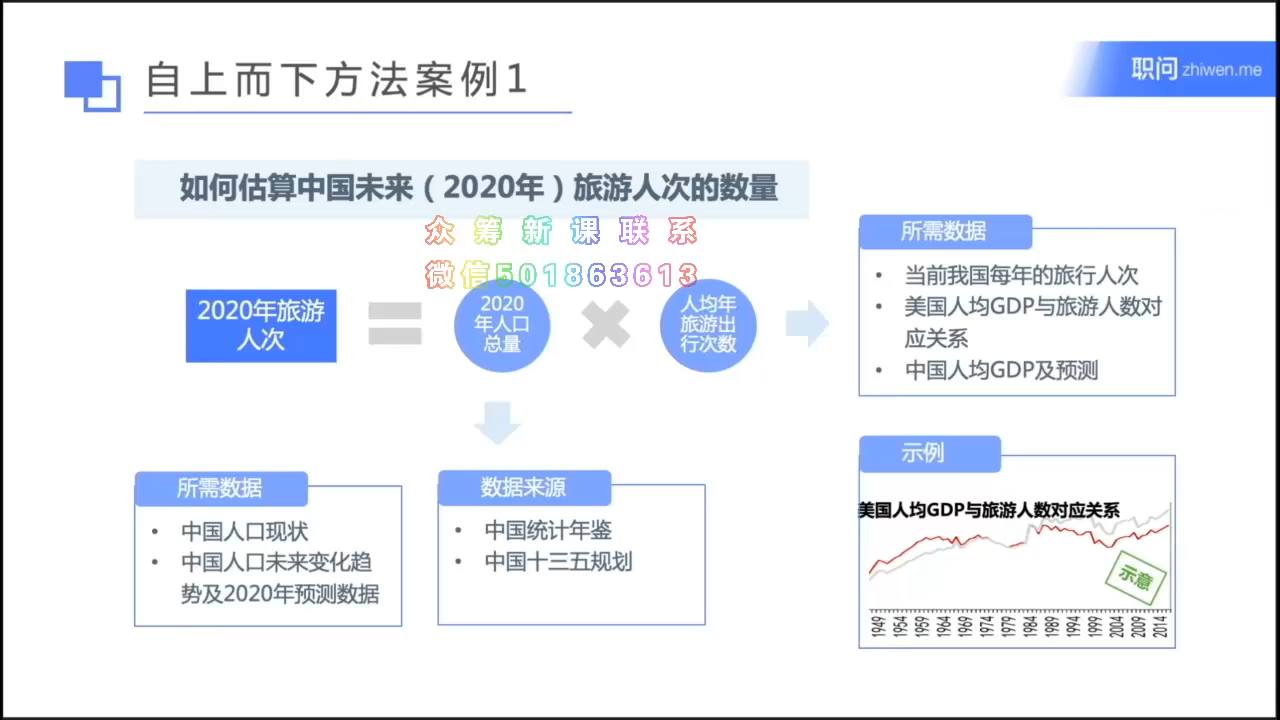 自上而下方法案例1
职问 zhiwen.me
如何估算中国未来（2020年）旅游人次的数量
众筹新课联系
微信501863613
2020年旅游
人次
2020
年人口
总量
人均年
旅游出
行次数
所需数据
• 当前我国每年的旅行人次
• 美国人均GDP与旅游人数对
应关系
• 中国人均GDP及预测
所需数据
• 中国人口现状
• 中国人口未来变化趋
势及2020年预测数据
数据来源
• 中国统计年鉴
• 中国十三五规划
示例
美国人均GDP与旅游人数对应关系
示意
1949 1954 1959 1964 1969 1974 1979 1984 1989 1994 1999 2004 2009 2014